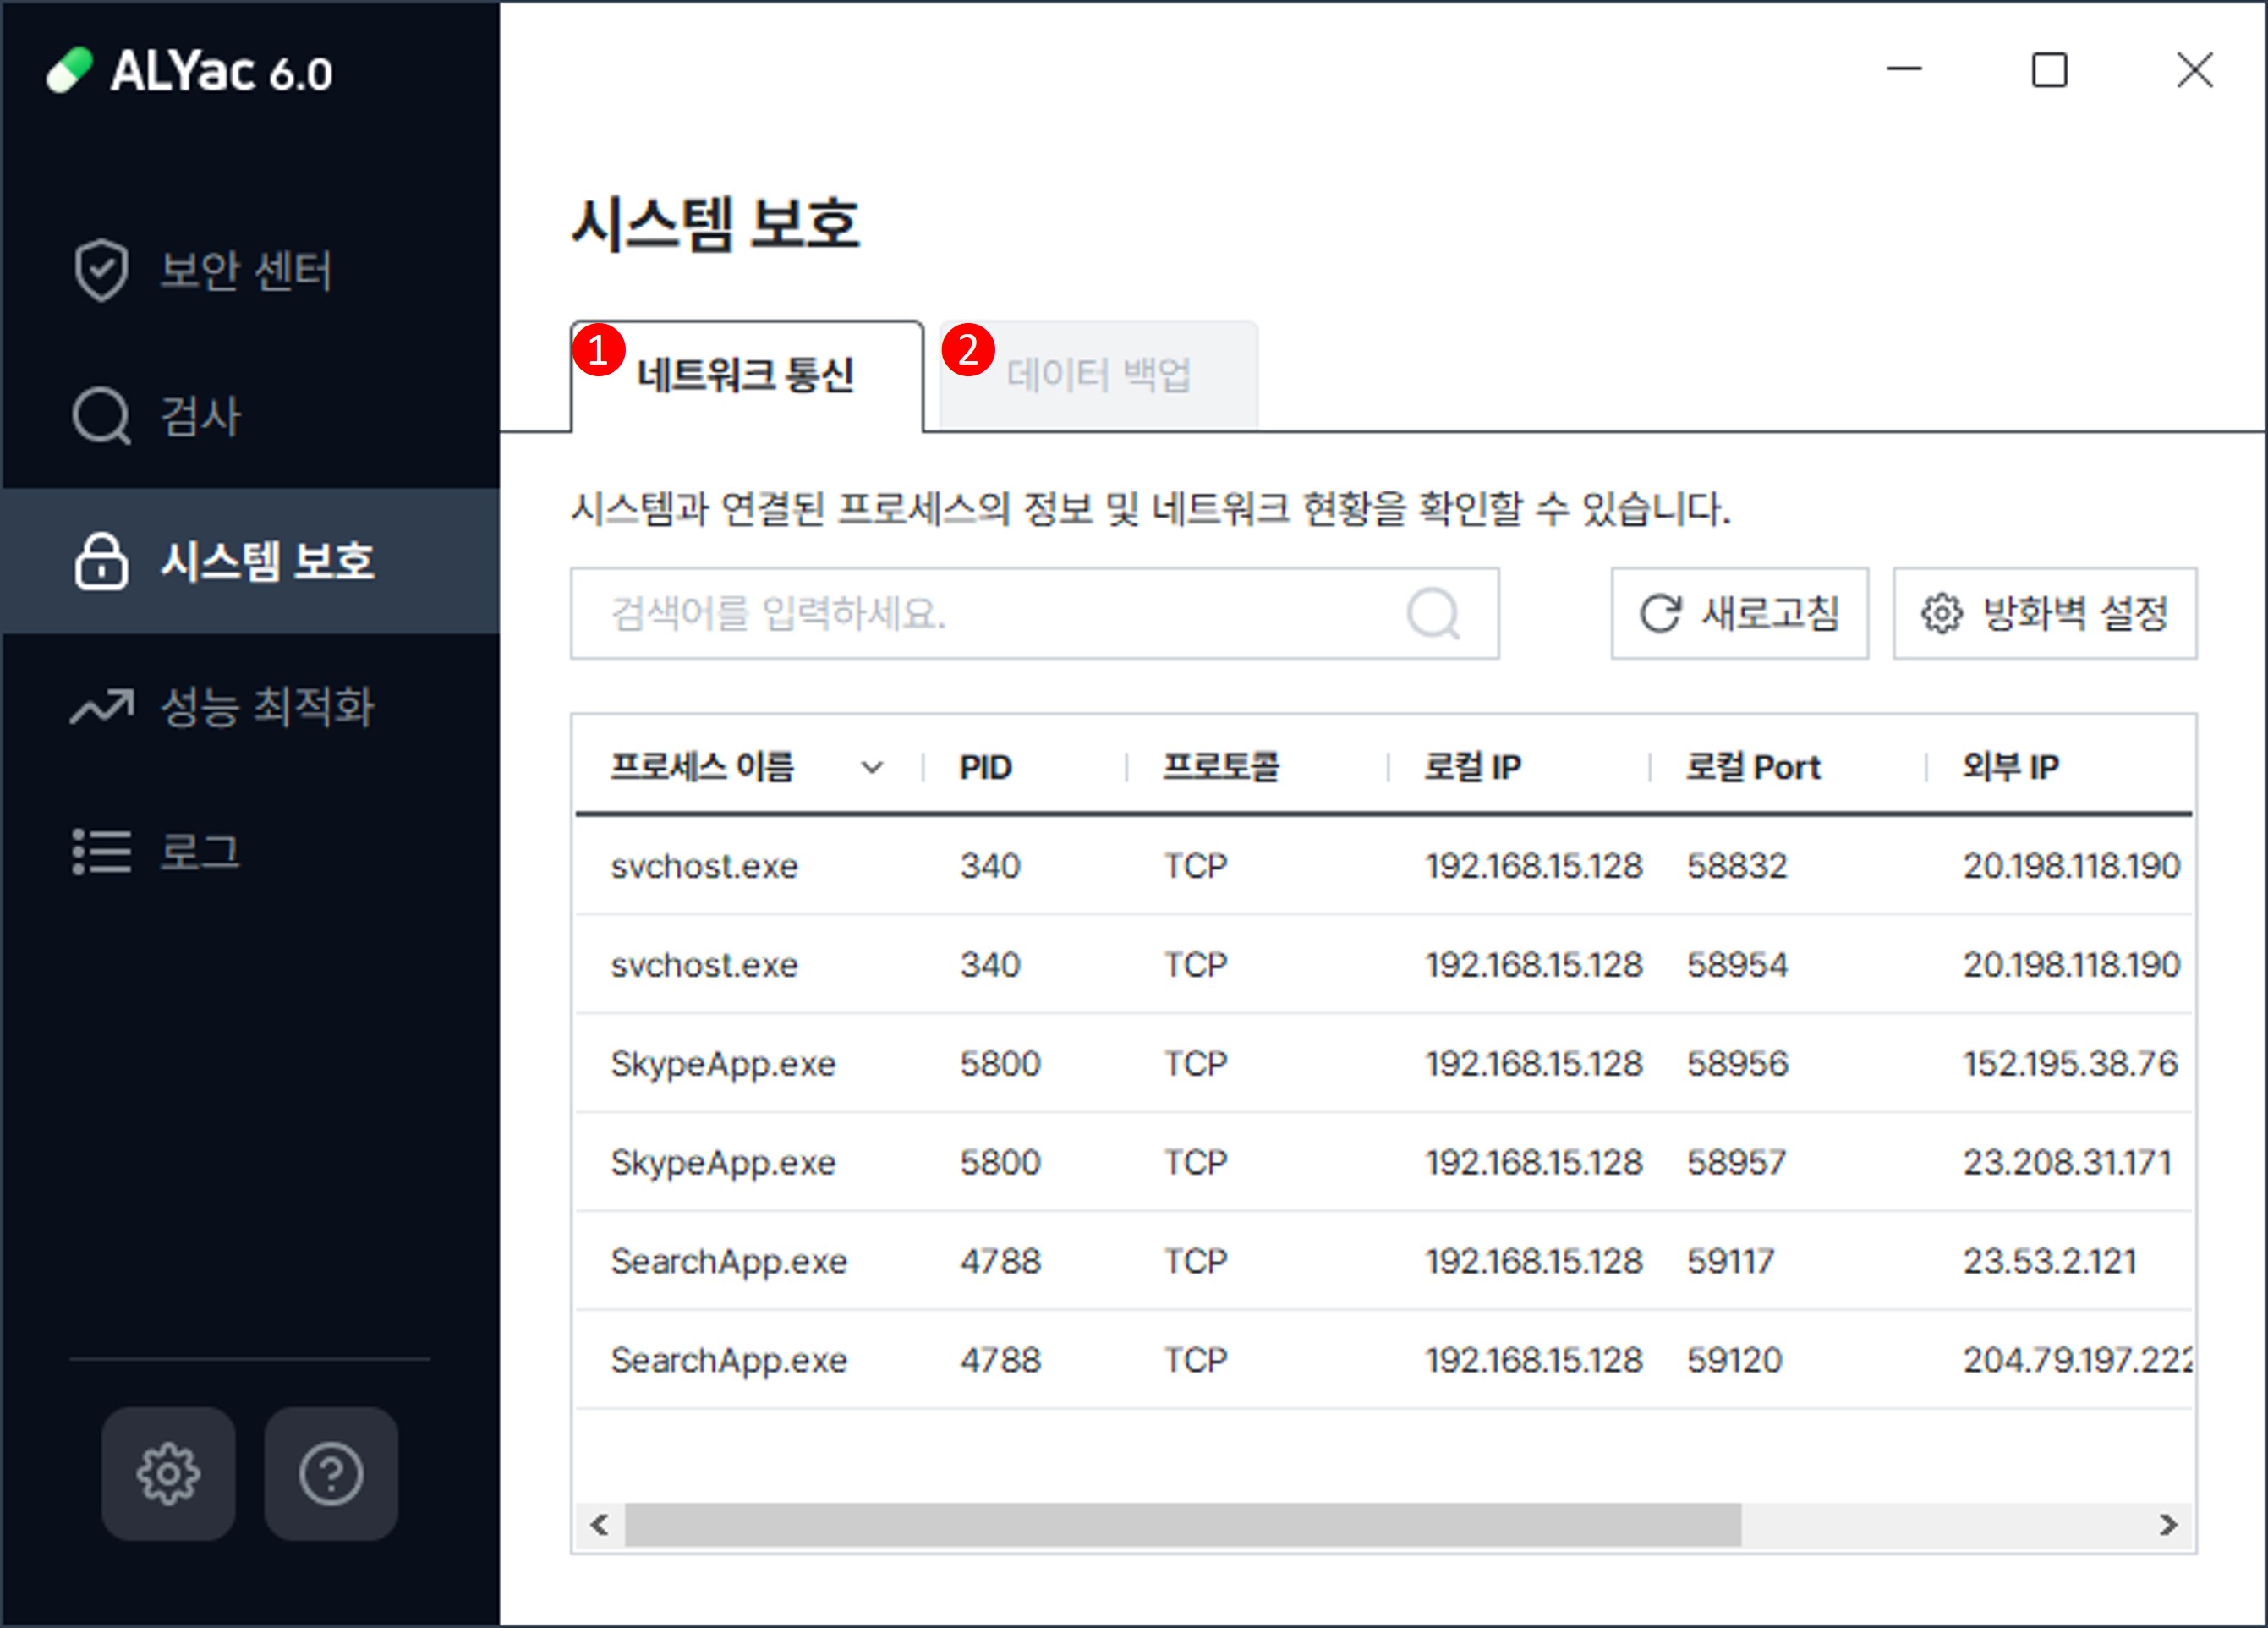 ALYac 6.0
보안 센터
검사
시스템 보호
성능 최적화
로그
시스템 보호
1 네트워크 통신
2 데이터 백업
시스템과 연결된 프로세스의 정보 및 네트워크 현황을 확인할 수 있습니다.
검색어를 입력하세요.
새로고침
방화벽 설정
프로세스 이름 PID 프로토콜 로컬 IP 로컬 Port 외부 IP
svchost.exe 340 TCP 192.168.15.128 58832 20.198.118.190
svchost.exe 340 TCP 192.168.15.128 58954 20.198.118.190
SkypeApp.exe 5800 TCP 192.168.15.128 58956 152.195.38.76
SkypeApp.exe 5800 TCP 192.168.15.128 58957 23.208.31.171
SearchApp.exe 4788 TCP 192.168.15.128 59117 23.53.2.121
SearchApp.exe 4788 TCP 192.168.15.128 59120 204.79.197.222